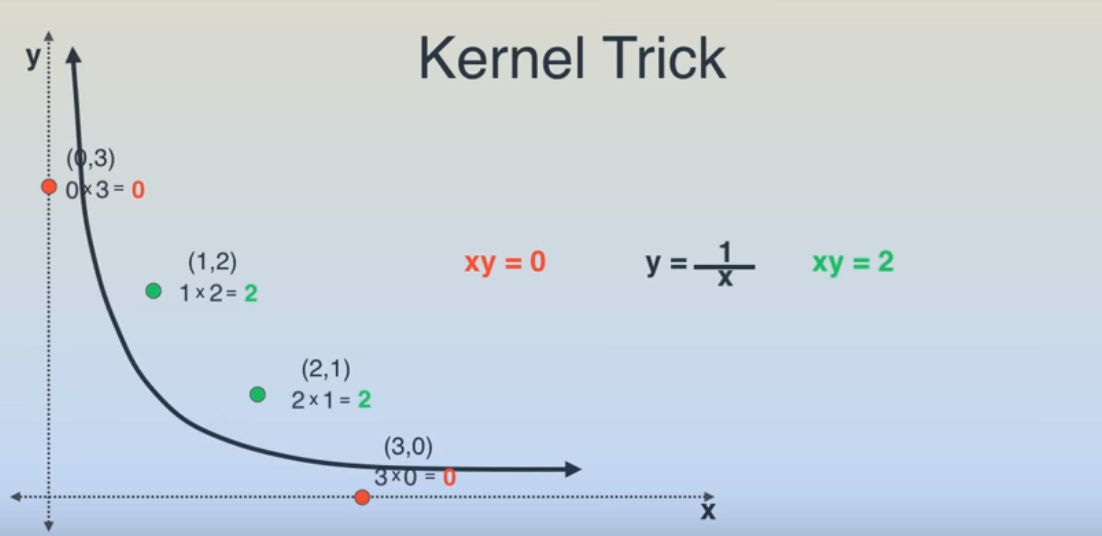 Kernel Trick
y
(0,3)
0×3= 0
(1,2)
1×2= 2
xy = 0
y = 1/x
xy = 2
(2,1)
2×1= 2
(3,0)
3×0 = 0
x